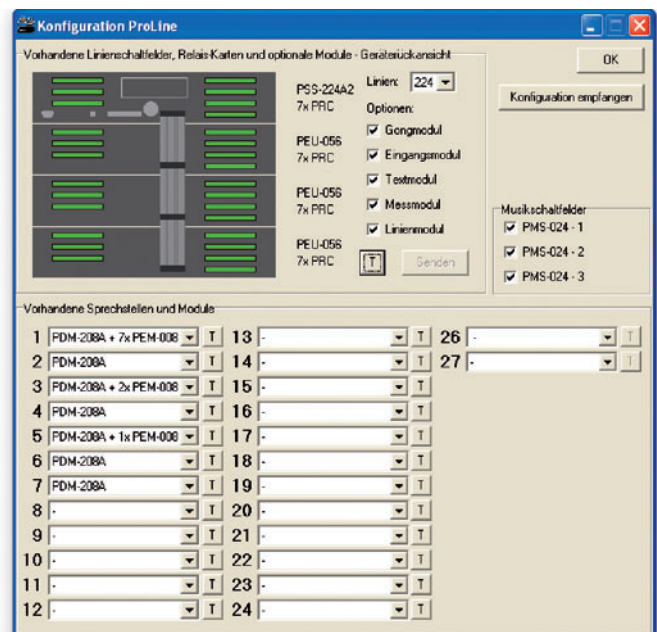 Konfiguration ProLine
Vorhandene Linienschaltfelder, Relais-Karten und optionale Module - Geräterückansicht
OK
Konfiguration empfangen
PSS-224A2
7x PRC
PEU-056
7x PRC
PEU-056
7x PRC
PEU-056
7x PRC
Linien: 224
Optionen:
Gongmodul
Eingangsmodul
Textmodul
Messmodul
Linienmodul
T Senden
Musikschaltfelder
PMS-024 - 1
PMS-024 - 2
PMS-024 - 3
Vorhandene Sprechstellen und Module
1 PDM-208A + 7x PEM-008 T
2 PDM-208A T
3 PDM-208A + 2x PEM-008 T
4 PDM-208A T
5 PDM-208A + 1x PEM-008 T
6 PDM-208A T
7 PDM-208A T
8 - T
9 - T
10 - T
11 - T
12 - T
13 - T
14 - T
15 - T
16 - T
17 - T
18 - T
19 - T
20 - T
21 - T
22 - T
23 - T
24 - T
26 - T
27 - T